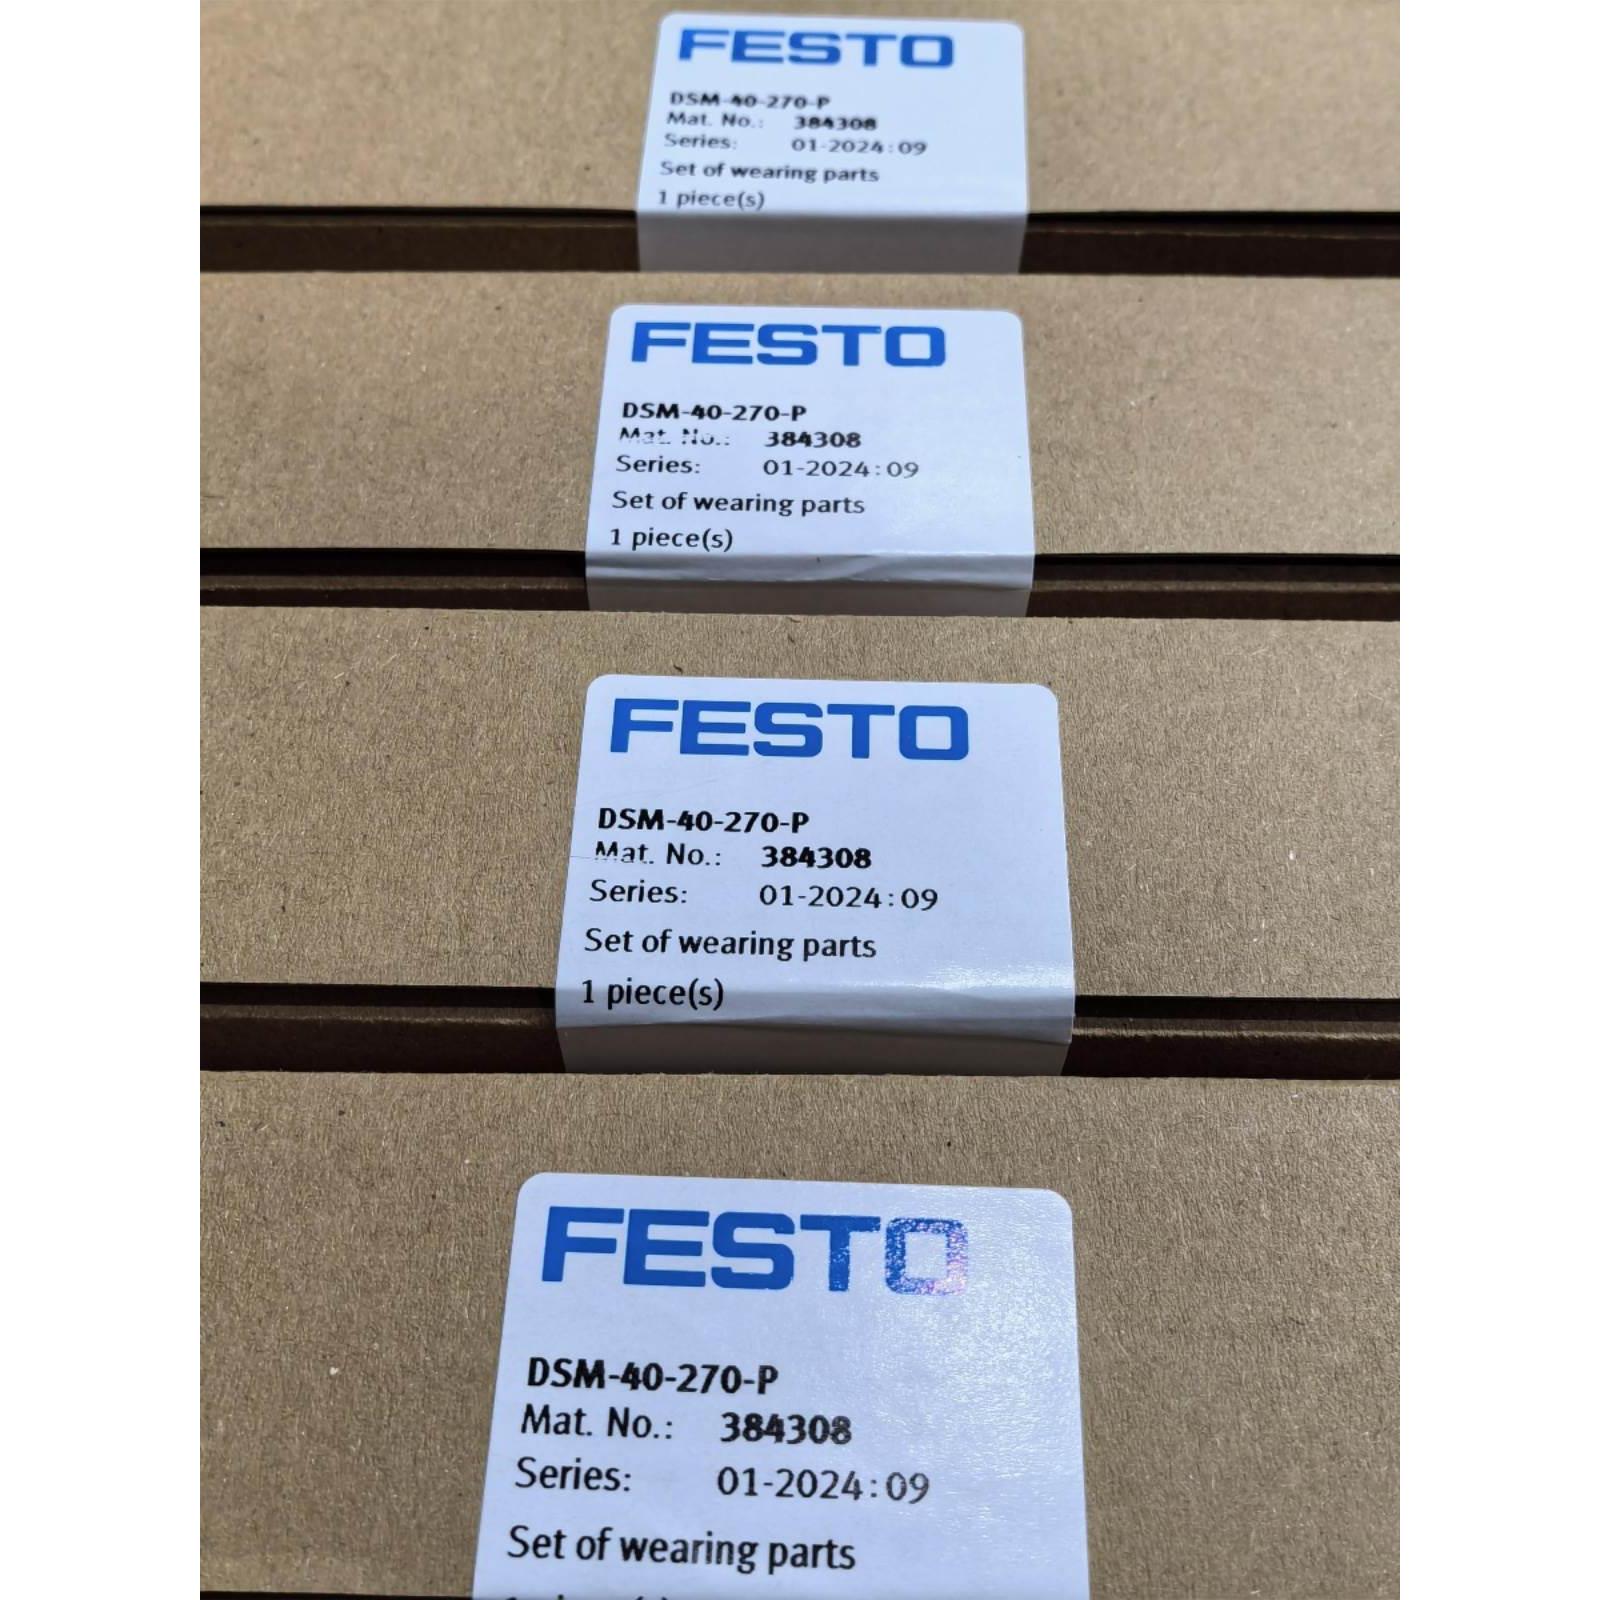 FESTO
DSM-40-270-P
Mat. No.: 384308
Series: 01-2024:09
Set of wearing parts
1 piece(s)
FESTO
DSM-40-270-P
Mat. No.: 384308
Series: 01-2024:09
Set of wearing parts
1 piece(s)
FESTO
DSM-40-270-P
Mat. No.: 384308
Series: 01-2024:09
Set of wearing parts
1 piece(s)
FESTO
DSM-40-270-P
Mat. No.: 384308
Series: 01-2024:09
Set of wearing parts